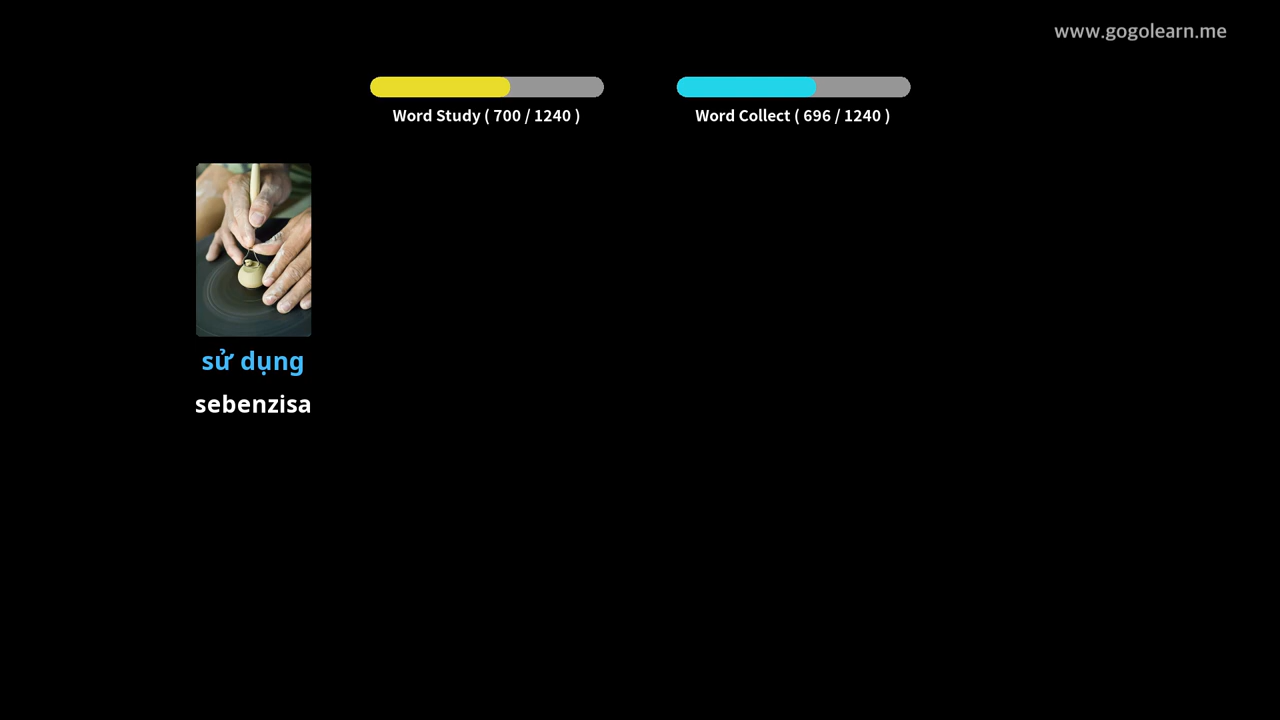 www.gogolearn.me
Word Study ( 700 / 1240 )
Word Collect ( 696 / 1240 )
sử dụng
sebenzisa